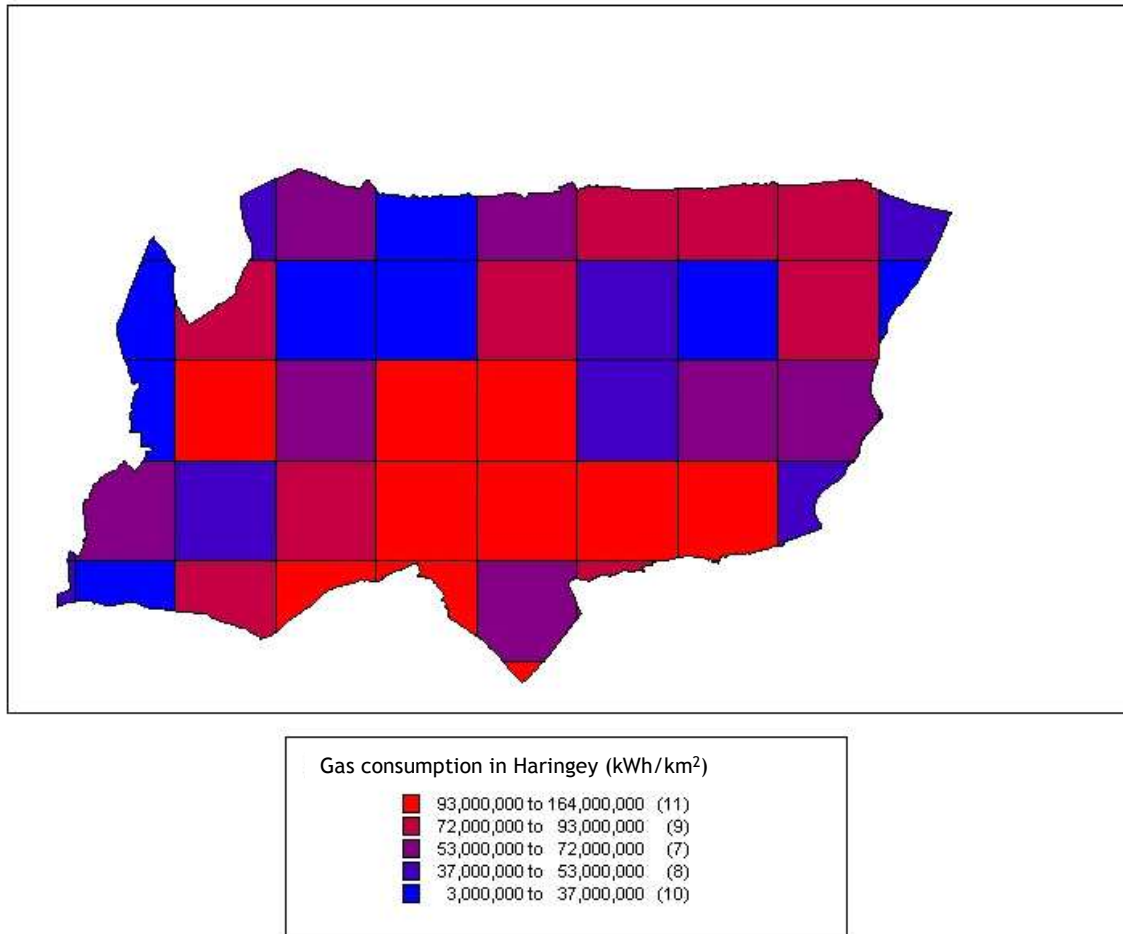 Gas consumption in Haringey (kWh/km²)
93,000,000 to 164,000,000 (11)
72,000,000 to 93,000,000 (9)
53,000,000 to 72,000,000 (7)
37,000,000 to 53,000,000 (8)
3,000,000 to 37,000,000 (10)